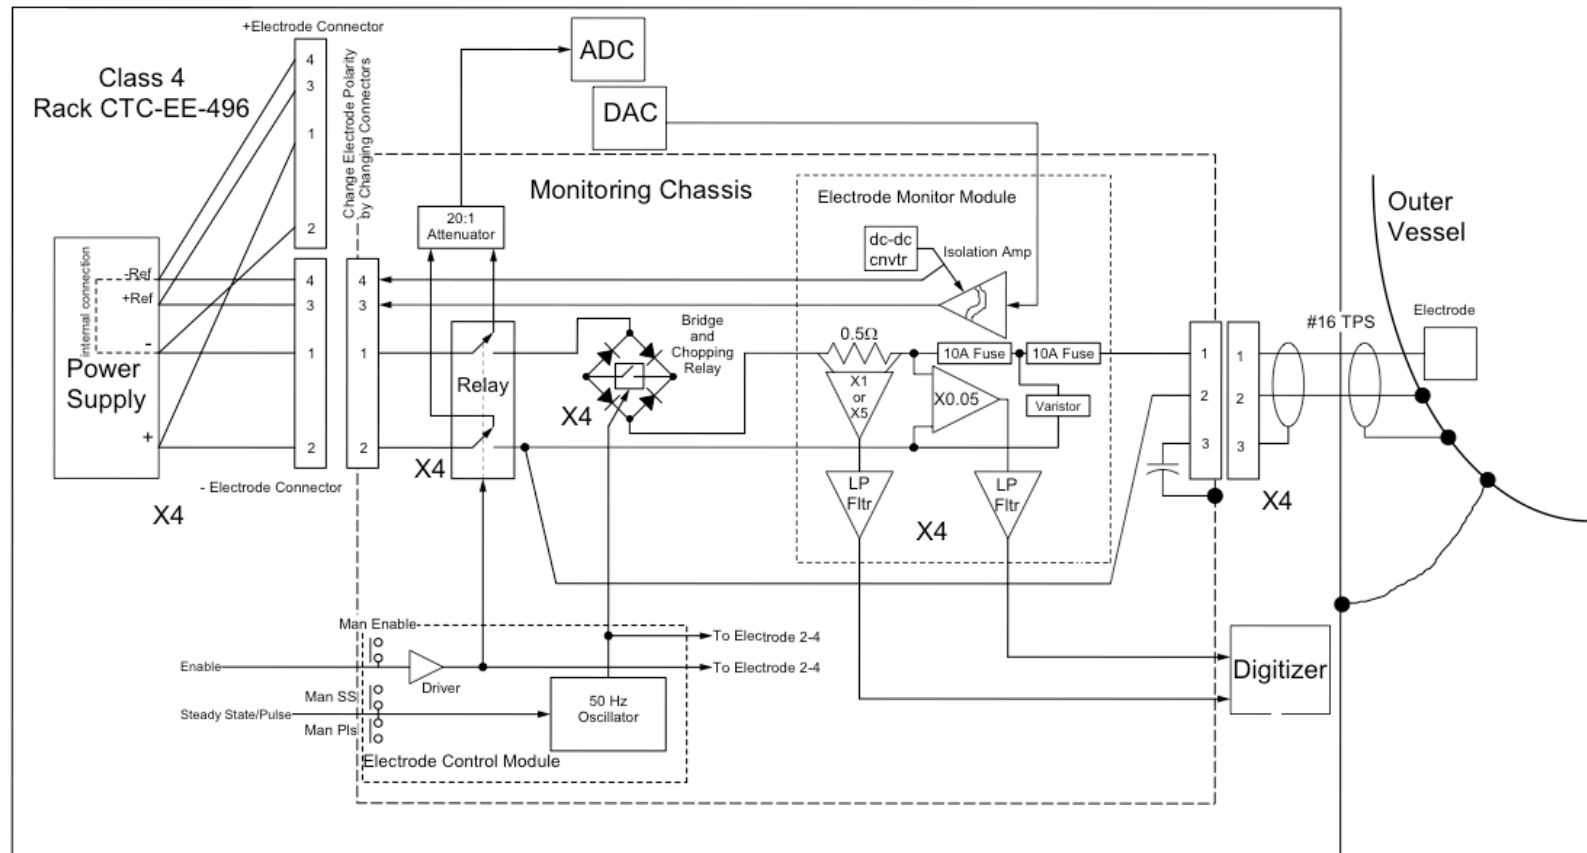 +Electrode Connector
Class 4
Rack CTC-EE-496
4
3
1
2
Change Electrode Polarity
by Changing Connectors
ADC
DAC
Monitoring Chassis
Electrode Monitor Module
20:1
Attenuator
dc-dc
cnvtr
Isolation Amp
Outer
Vessel
internal connection
-Ref
+Ref
-
+
Power
Supply
4
3
1
2
4
3
1
2
Relay
X4
Bridge
and
Chopping
Relay
X4
0.5Ω
10A Fuse
10A Fuse
X1
or
X5
X0.05
Varistor
1
2
3
1
2
3
#16 TPS
Electrode
- Electrode Connector
X4
LP
Fltr
LP
Fltr
X4
X4
Man Enable
Enable
Driver
To Electrode 2-4
To Electrode 2-4
Man SS
Steady State/Pulse
Man Pls
50 Hz
Oscillator
Electrode Control Module
Digitizer